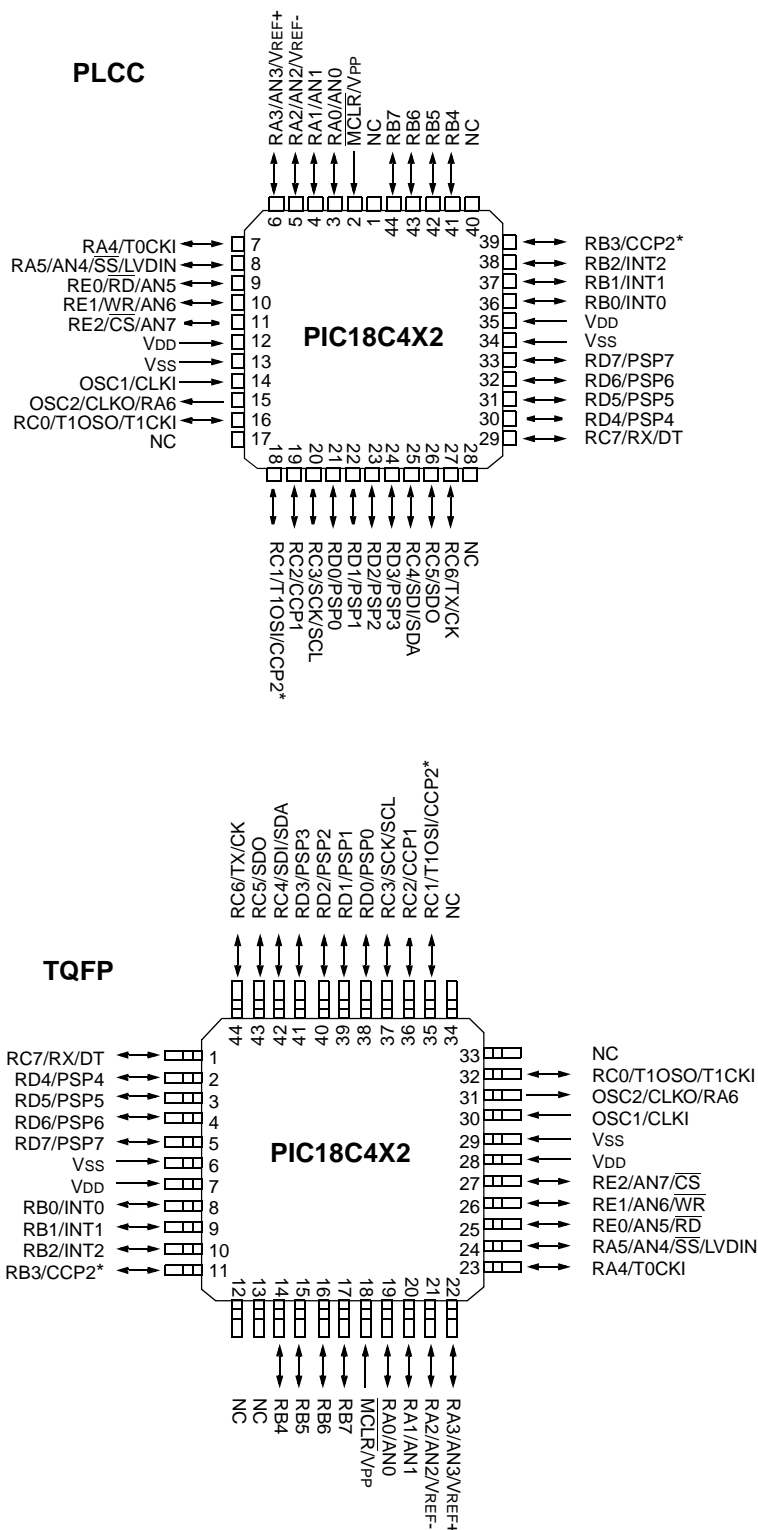 PLCC
RA3/AN3/VREF+
RA2/AN2/VREF-
RA1/AN1
RA0/AN0
M̅C̅L̅R̅/VPP
NC
RB7
RB6
RB5
RB4
NC
6
5
4
3
2
1
44
43
42
41
40
RA4/T0CKI 7
RA5/AN4/S̅S̅/LVDIN 8
RE0/R̅D̅/AN5 9
RE1/W̅R̅/AN6 10
RE2/C̅S̅/AN7 11
VDD 12
VSS 13
OSC1/CLKI 14
OSC2/CLKO/RA6 15
RC0/T1OSO/T1CKI 16
NC 17
PIC18C4X2
39 RB3/CCP2*
38 RB2/INT2
37 RB1/INT1
36 RB0/INT0
35 VDD
34 VSS
33 RD7/PSP7
32 RD6/PSP6
31 RD5/PSP5
30 RD4/PSP4
29 RC7/RX/DT
18
19
20
21
22
23
24
25
26
27
28
RC1/T1OSI/CCP2*
RC2/CCP1
RC3/SCK/SCL
RD0/PSP0
RD1/PSP1
RD2/PSP2
RD3/PSP3
RC4/SDI/SDA
RC5/SDO
RC6/TX/CK
NC
TQFP
RC6/TX/CK
RC5/SDO
RC4/SDI/SDA
RD3/PSP3
RD2/PSP2
RD1/PSP1
RD0/PSP0
RC3/SCK/SCL
RC2/CCP1
RC1/T1OSI/CCP2*
NC
44
43
42
41
40
39
38
37
36
35
34
RC7/RX/DT 1
RD4/PSP4 2
RD5/PSP5 3
RD6/PSP6 4
RD7/PSP7 5
VSS 6
VDD 7
RB0/INT0 8
RB1/INT1 9
RB2/INT2 10
RB3/CCP2* 11
PIC18C4X2
33 NC
32 RC0/T1OSO/T1CKI
31 OSC2/CLKO/RA6
30 OSC1/CLKI
29 VSS
28 VDD
27 RE2/AN7/C̅S̅
26 RE1/AN6/W̅R̅
25 RE0/AN5/R̅D̅
24 RA5/AN4/S̅S̅/LVDIN
23 RA4/T0CKI
12
13
14
15
16
17
18
19
20
21
22
NC
NC
RB4
RB5
RB6
RB7
M̅C̅L̅R̅/VPP
RA0/AN0
RA1/AN1
RA2/AN2/VREF-
RA3/AN3/VREF+